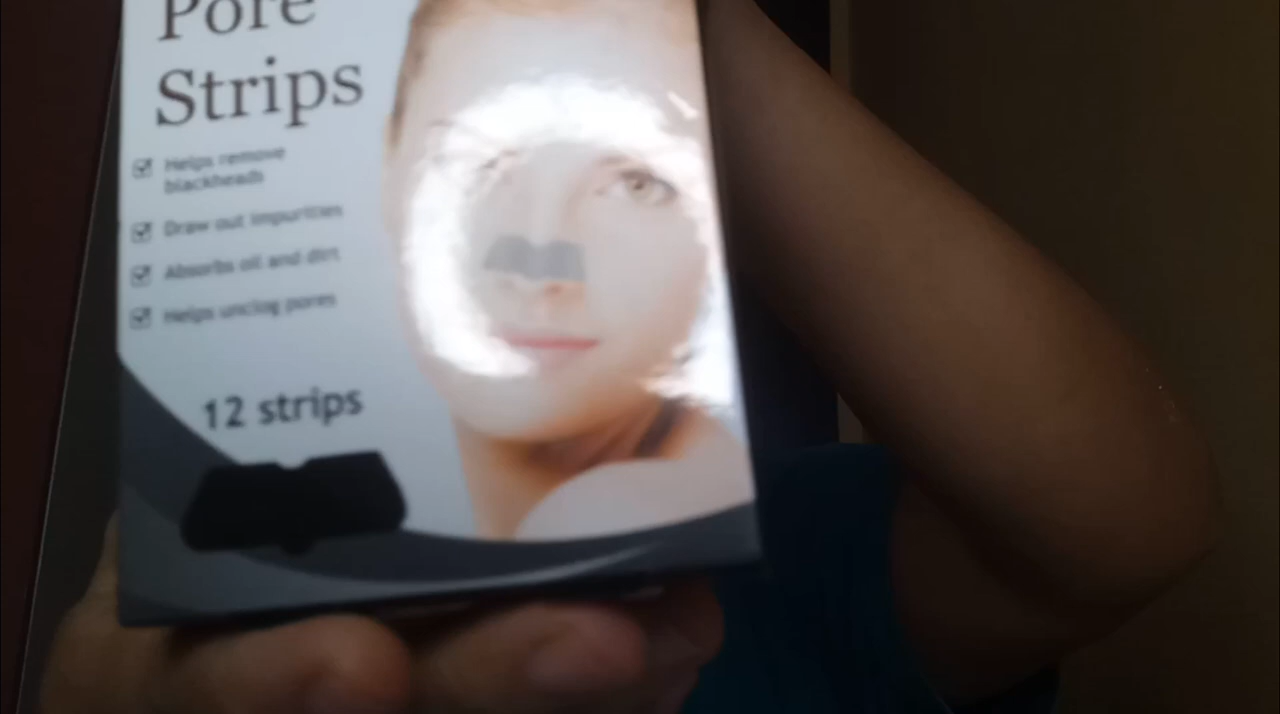 Pore
Strips
Helps remove
blackheads
Draw out impurities
Absorbs oil and dirt
Helps unclog pores
12 strips